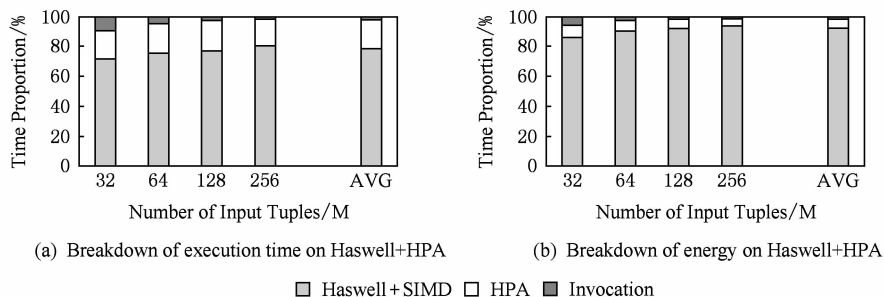 Time Proportion/%
100
80
60
40
20
0
32 64 128 256 AVG
Number of Input Tuples/M
(a) Breakdown of execution time on Haswell+HPA
Time Proportion/%
100
80
60
40
20
0
32 64 128 256 AVG
Number of Input Tuples/M
(b) Breakdown of energy on Haswell+HPA
Haswell+SIMD HPA Invocation